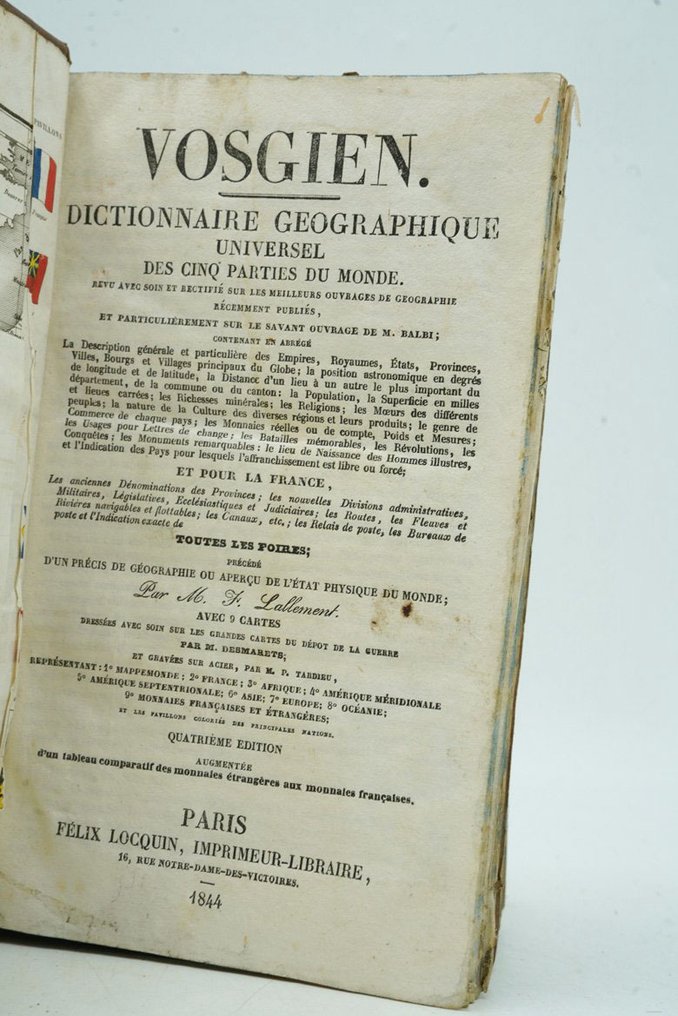 PAVILLONS
VOSGIEN.
DICTIONNAIRE GEOGRAPHIQUE
UNIVERSEL
DES CINQ PARTIES DU MONDE.
REVU AVEC SOIN ET RECTIFIÉ SUR LES MEILLEURS OUVRAGES DE GEOGRAPHIE
RÉCEMMENT PUBLIÉS,
ET PARTICULIÈREMENT SUR LE SAVANT OUVRAGE DE M. BALBI;
CONTENANT EN ABRÉGÉ
La Description générale et particulière des Empires, Royaumes, États, Provinces,
Villes, Bourgs et Villages principaux du Globe; la position astronomique en degrés
de longitude et de latitude, la Distance d'un lieu à un autre le plus important du
département, de la commune ou du canton: la Population, la Superficie en milles
et lieues carrées; les Richesses minérales; les Religions; les Mœurs des différents
peuples; la nature de la Culture des diverses régions et leurs produits; le genre de
Commerce de chaque pays; les Monnaies réelles ou de compte, Poids et Mesures;
les Usages pour Lettres de change; les Batailles mémorables, les Révolutions, les
Conquêtes; les Monuments remarquables: le lieu de Naissance des Hommes illustres,
et l'Indication des Pays pour lesquels l'affranchissement est libre ou forcé;
ET POUR LA FRANCE,
Les anciennes Dénominations des Provinces; les nouvelles Divisions administratives,
Militaires, Législatives, Ecclésiastiques et Judiciaires; les Routes, les Fleuves et
Rivières navigables et flottables; les Canaux, etc.; les Relais de poste, les Bureaux de
poste et l'Indication exacte de
TOUTES LES FOIRES;
PRÉCÉDÉ
D'UN PRÉCIS DE GÉOGRAPHIE OU APERÇU DE L'ÉTAT PHYSIQUE DU MONDE;
Par M. F. Lallement.
AVEC 9 CARTES
DRESSÉES AVEC SOIN SUR LES GRANDES CARTES DU DÉPOT DE LA GUERRE
PAR M. DESMARETS;
ET GRAVÉES SUR ACIER, PAR M. P. TARDIEU,
REPRÉSENTANT: 1º MAPPEMONDE; 2º FRANCE; 3º AFRIQUE; 4º AMÉRIQUE MÉRIDIONALE
5º AMÉRIQUE SEPTENTRIONALE; 6º ASIE; 7º EUROPE; 8º OCÉANIE;
9º MONNAIES FRANÇAISES ET ÉTRANGÈRES;
ET LES PAVILLONS COLORIÉS DES PRINCIPALES NATIONS.
QUATRIÈME EDITION
AUGMENTÉE
d'un tableau comparatif des monnaies étrangères aux monnaies françaises.
PARIS
FÉLIX LOCQUIN, IMPRIMEUR-LIBRAIRE,
16, RUE NOTRE-DAME-DES-VICTOIRES.
1844